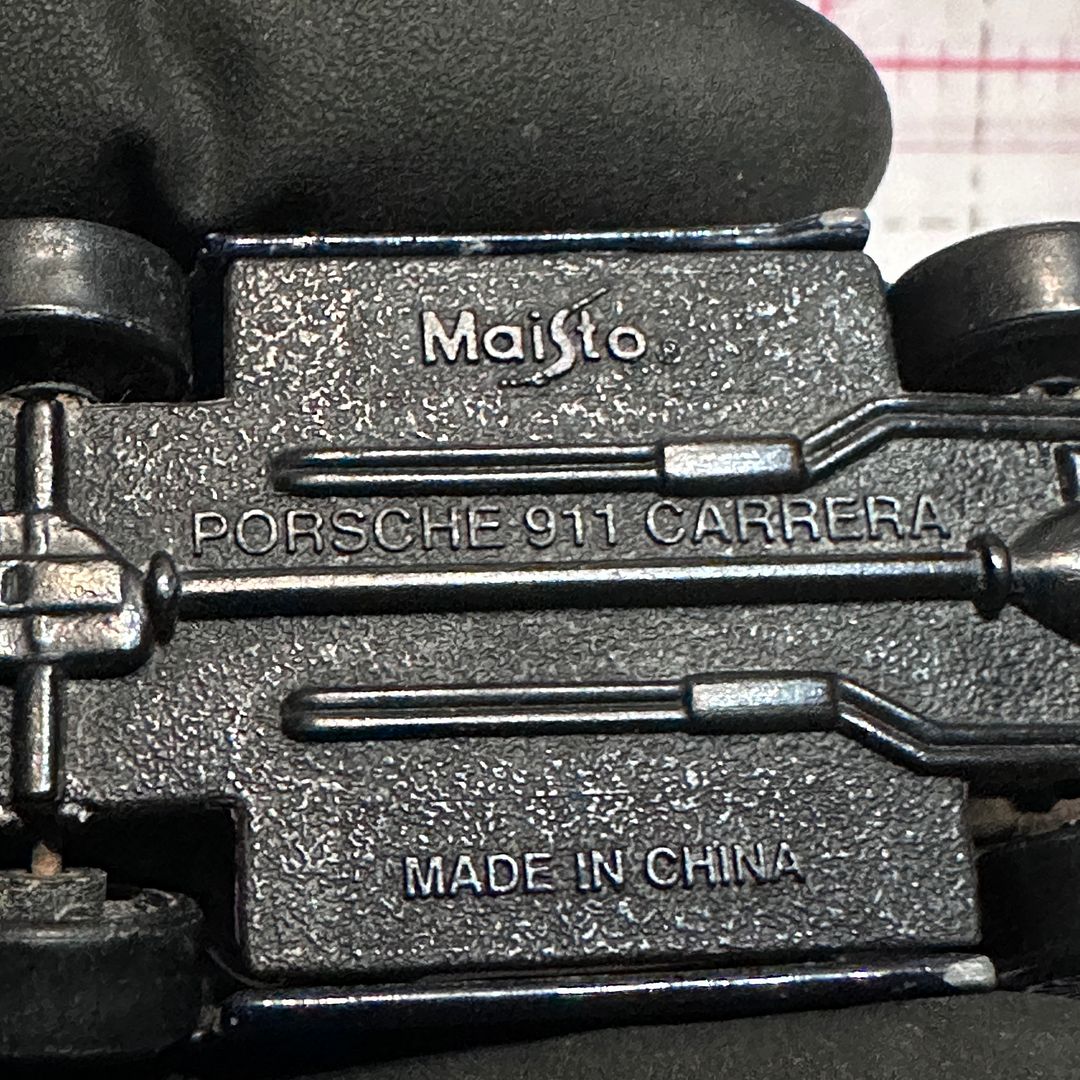 Maisto®
PORSCHE 911 CARRERA
MADE IN CHINA